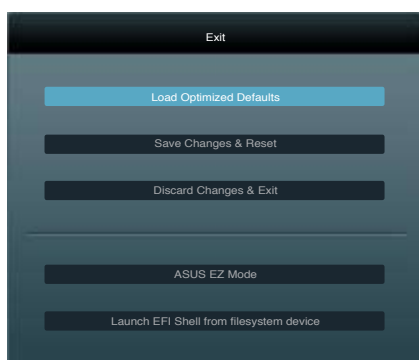 Exit
Load Optimized Defaults
Save Changes & Reset
Discard Changes & Exit
ASUS EZ Mode
Launch EFI Shell from filesystem device